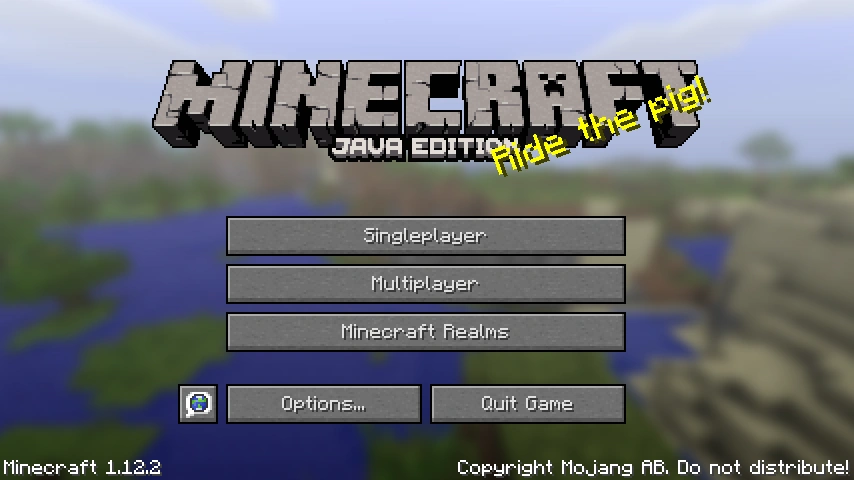 MINECRAFT
JAVA EDITION
Ride the pig!
Singleplayer
Multiplayer
Minecraft Realms
Options...
Quit Game
Minecraft 1.12.2
Copyright Mojang AB. Do not distribute!